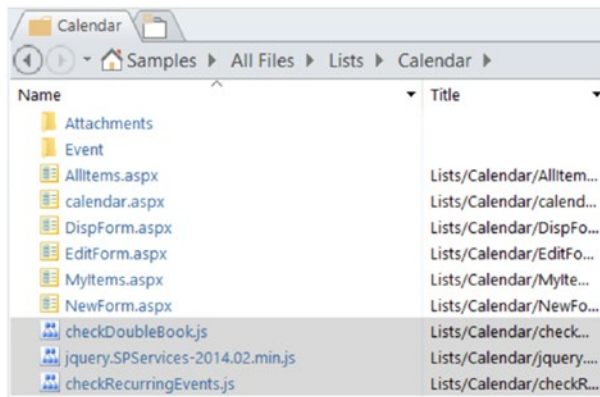 Calendar
Samples All Files Lists Calendar
Name Title
Attachments
Event
AllItems.aspx Lists/Calendar/AllItem...
calendar.aspx Lists/Calendar/calend...
DispForm.aspx Lists/Calendar/DispFo...
EditForm.aspx Lists/Calendar/EditFo...
MyItems.aspx Lists/Calendar/MyIte...
NewForm.aspx Lists/Calendar/NewFo...
checkDoubleBook.js Lists/Calendar/check...
jquery.SPServices-2014.02.min.js Lists/Calendar/jquery....
checkRecurringEvents.js Lists/Calendar/checkR...